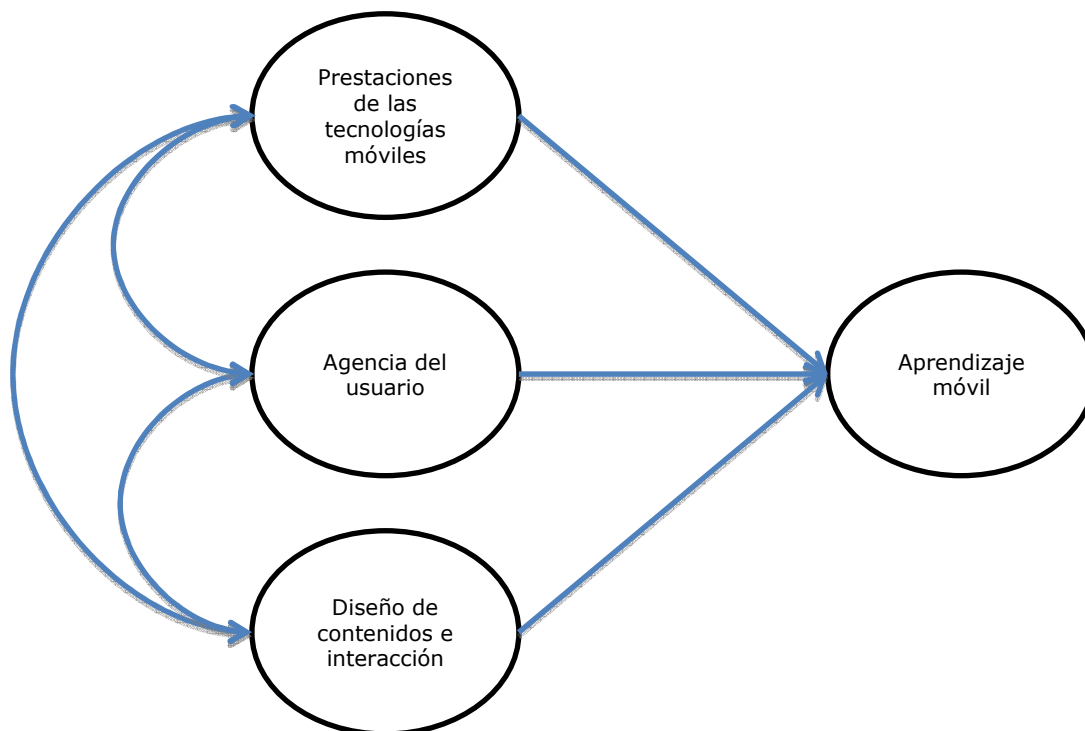 Prestaciones
de las
tecnologías
móviles
Agencia del
usuario
Aprendizaje
móvil
Diseño de
contenidos e
interacción